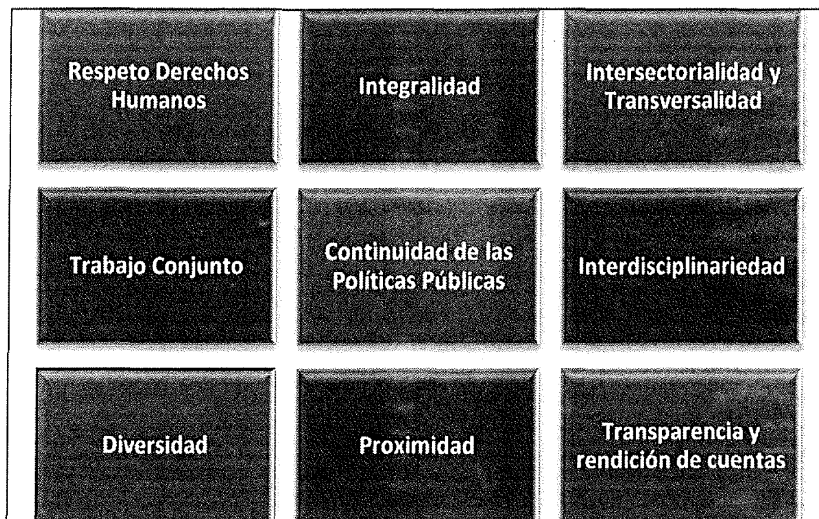 Respeto Derechos
Humanos
Integralidad
Intersectorialidad y
Transversalidad
Trabajo Conjunto
Continuidad de las
Políticas Públicas
Interdisciplinariedad
Diversidad
Proximidad
Transparencia y
rendición de cuentas